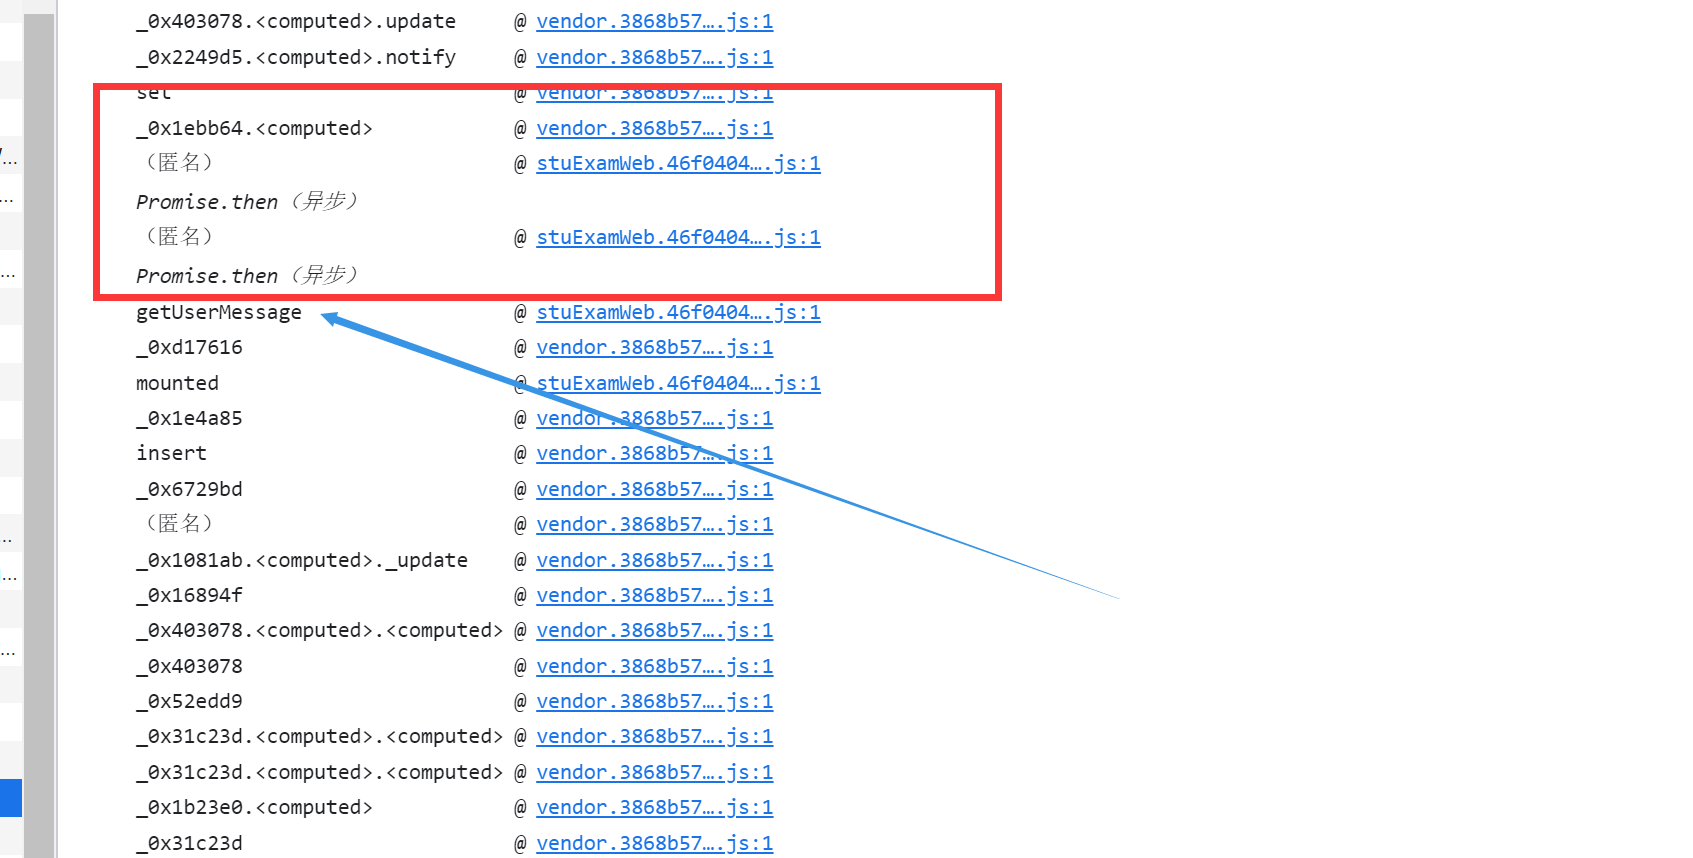 _0x403078.<computed>.update @ vendor.3868b57….js:1
_0x2249d5.<computed>.notify @ vendor.3868b57….js:1
set @ vendor.3868b57….js:1
_0x1ebb64.<computed> @ vendor.3868b57….js:1
（匿名） @ stuExamWeb.46f0404….js:1
Promise.then（异步）
（匿名） @ stuExamWeb.46f0404….js:1
Promise.then（异步）
getUserMessage @ stuExamWeb.46f0404….js:1
_0xd17616 @ vendor.3868b57….js:1
mounted @ stuExamWeb.46f0404….js:1
_0x1e4a85 @ vendor.3868b57….js:1
insert @ vendor.3868b57….js:1
_0x6729bd @ vendor.3868b57….js:1
（匿名） @ vendor.3868b57….js:1
_0x1081ab.<computed>._update @ vendor.3868b57….js:1
_0x16894f @ vendor.3868b57….js:1
_0x403078.<computed>.<computed> @ vendor.3868b57….js:1
_0x403078 @ vendor.3868b57….js:1
_0x52edd9 @ vendor.3868b57….js:1
_0x31c23d.<computed>.<computed> @ vendor.3868b57….js:1
_0x31c23d.<computed>.<computed> @ vendor.3868b57….js:1
_0x1b23e0.<computed> @ vendor.3868b57….js:1
_0x31c23d @ vendor.3868b57….js:1